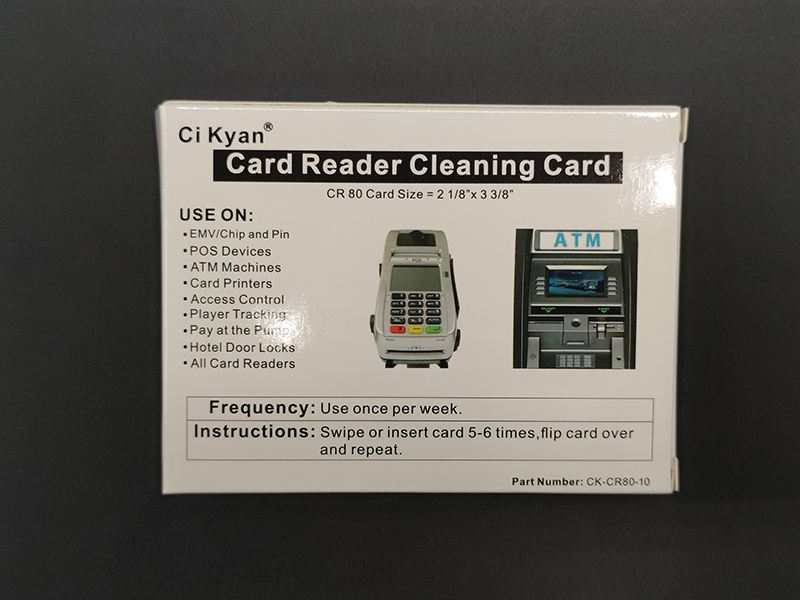 Ci Kyan®
Card Reader Cleaning Card
CR 80 Card Size = 2 1/8"x 3 3/8"
USE ON:
•EMV/Chip and Pin
•POS Devices
•ATM Machines
•Card Printers
•Access Control
•Player Tracking
•Pay at the Pump
•Hotel Door Locks
•All Card Readers
POS
ATM
Frequency: Use once per week.
Instructions: Swipe or insert card 5-6 times,flip card over
and repeat.
Part Number: CK-CR80-10